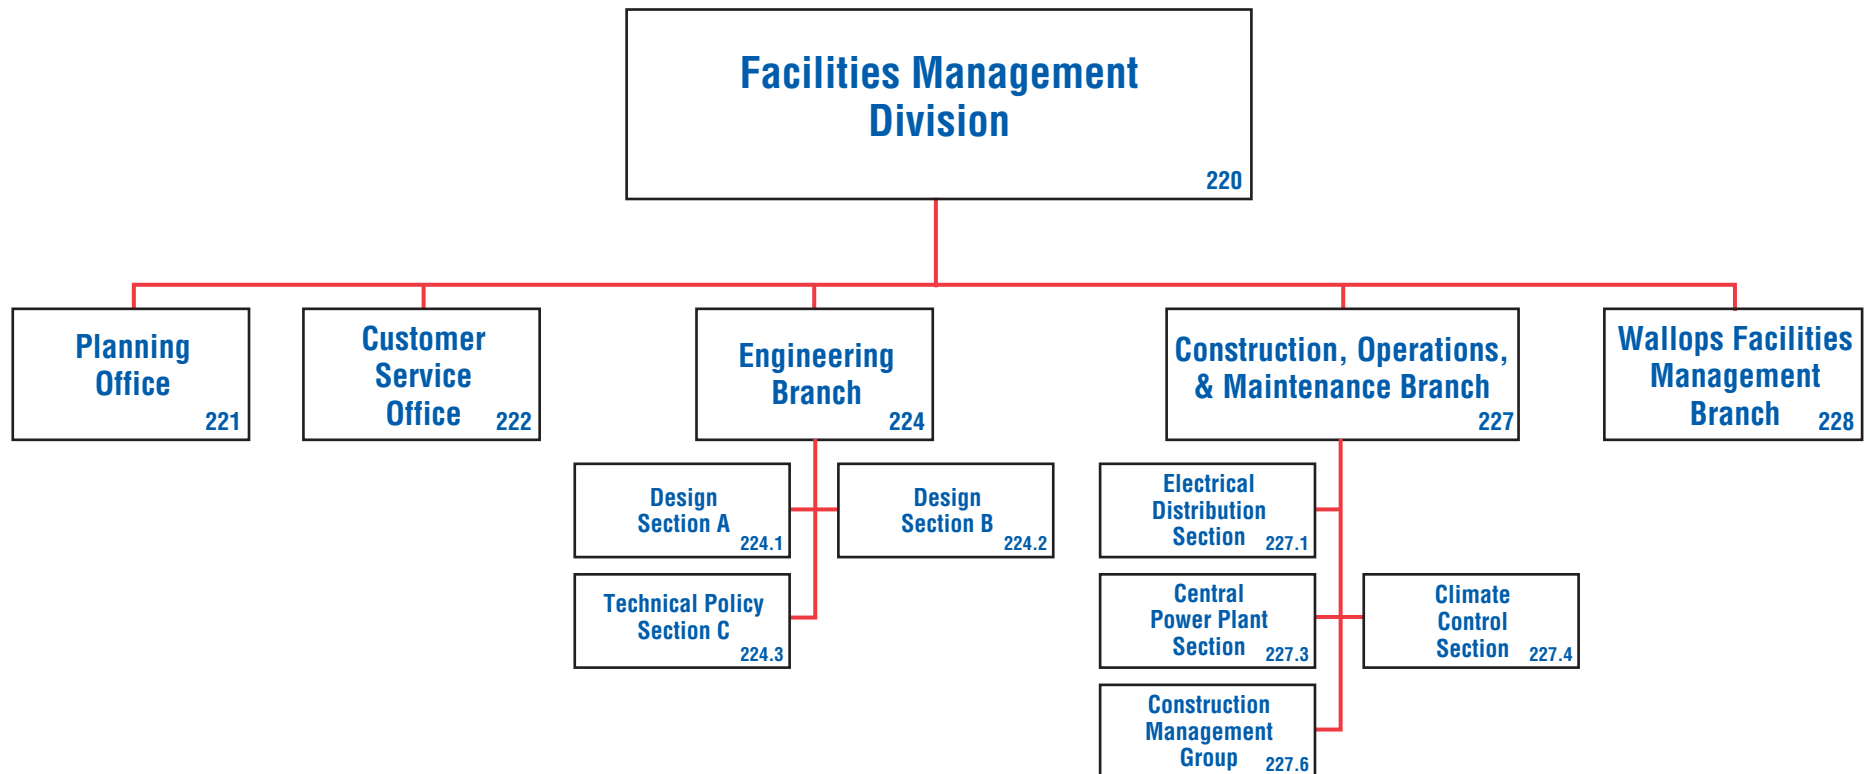 Facilities Management
Division
220
Planning
Office
221
Customer
Service
Office
222
Engineering
Branch
224
Construction, Operations,
& Maintenance Branch
227
Wallops Facilities
Management
Branch
228
Design
Section A
224.1
Design
Section B
224.2
Technical Policy
Section C
224.3
Electrical
Distribution
Section
227.1
Central
Power Plant
Section
227.3
Climate
Control
Section
227.4
Construction
Management
Group
227.6